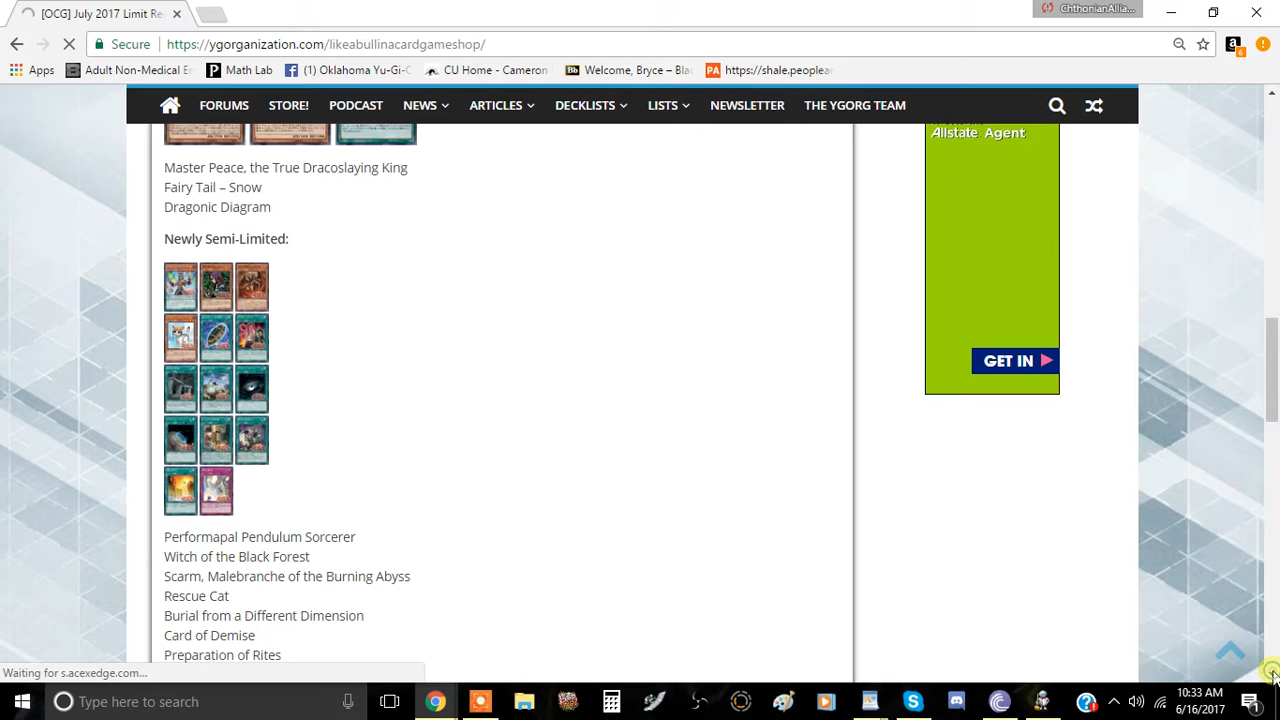 [OCG] July 2017 Limit Re
ChthonianAllia...
Secure https://ygorganization.com/likeabullinacardgameshop/
6
Apps Adult Non-Medical E Math Lab (1) Oklahoma Yu-Gi-C CU Home - Cameron Welcome, Bryce – Bla https://shale.peoplea
FORUMS STORE! PODCAST NEWS ARTICLES DECKLISTS LISTS NEWSLETTER THE YGORG TEAM
Allstate Agent
Master Peace, the True Dracoslaying King
Fairy Tail – Snow
Dragonic Diagram
Newly Semi-Limited:
GET IN
Performapal Pendulum Sorcerer
Witch of the Black Forest
Scarm, Malebranche of the Burning Abyss
Rescue Cat
Burial from a Different Dimension
Card of Demise
Preparation of Rites
Waiting for s.acexedge.com...
Type here to search
10:33 AM
6/16/2017